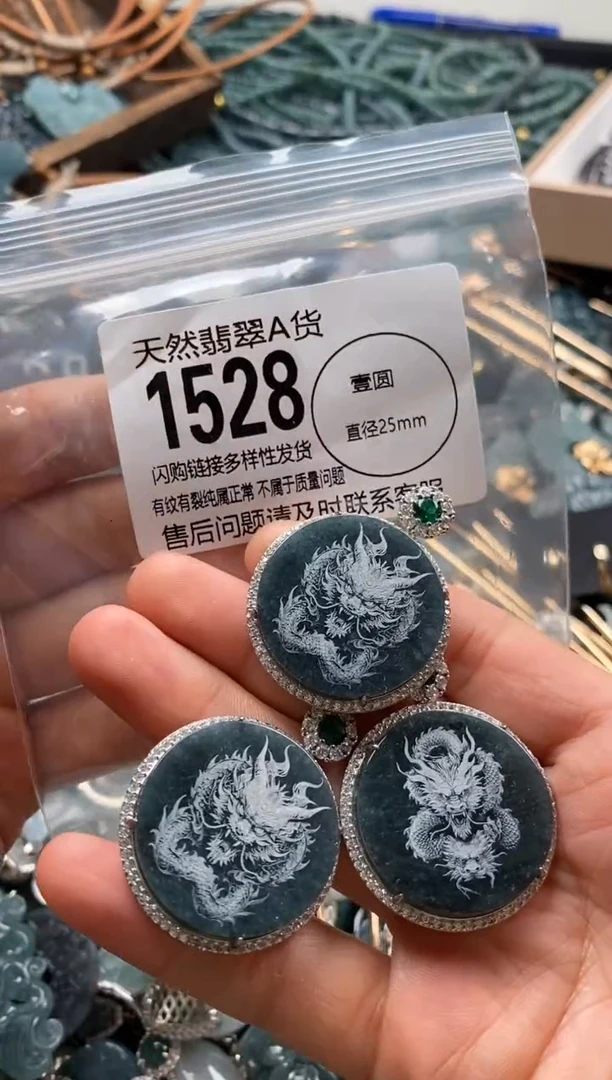 天然翡翠A货
1528
壹圆
直径25mm
闪购链接多样性发货
有纹有裂纯属正常 不属于质量问题
售后问题请及时联系客服